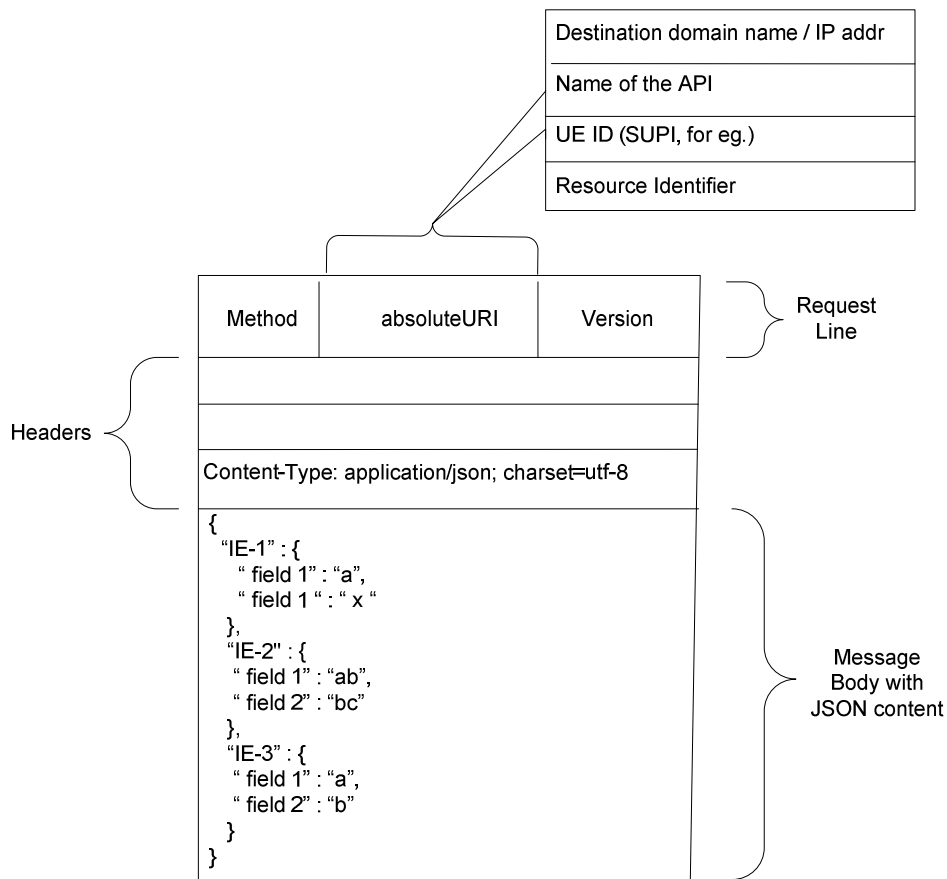 Destination domain name / IP addr
Name of the API
UE ID (SUPI, for eg.)
Resource Identifier
Method
absoluteURI
Version
Request
Line
Headers
Content-Type: application/json; charset=utf-8
{
“IE-1” : {
“ field 1” : “a”,
“ field 1 “ : “ x “
},
“IE-2" : {
“ field 1” : “ab”,
“ field 2” : “bc”
},
“IE-3” : {
“ field 1” : “a”,
“ field 2” : “b”
}
}
Message
Body with
JSON content